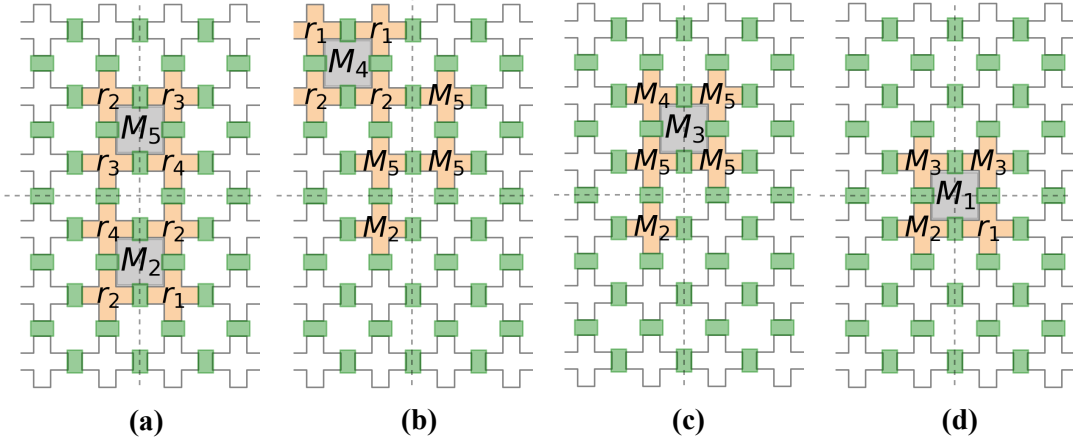 r₂ r₃
M₅
r₃ r₄
r₄ r₂
M₂
r₂ r₁
(a)
r₁ r₁
M₄
r₂ r₂ M₅
M₅ M₅
M₂
(b)
M₄ M₅
M₃
M₅ M₅
M₂
(c)
M₃ M₃
M₁
M₂ r₁
(d)